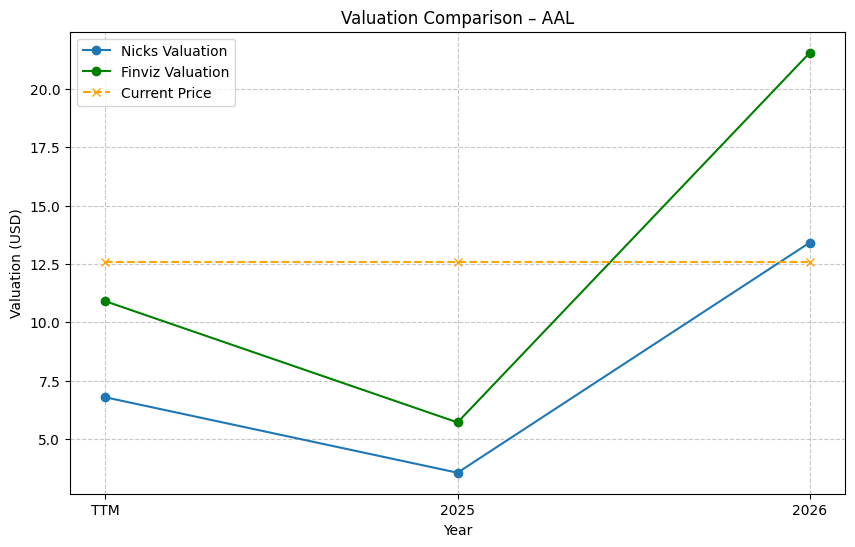 Valuation Comparison – AAL
Nicks Valuation
Finviz Valuation
Current Price
Valuation (USD)
20.0
17.5
15.0
12.5
10.0
7.5
5.0
TTM
2025
2026
Year